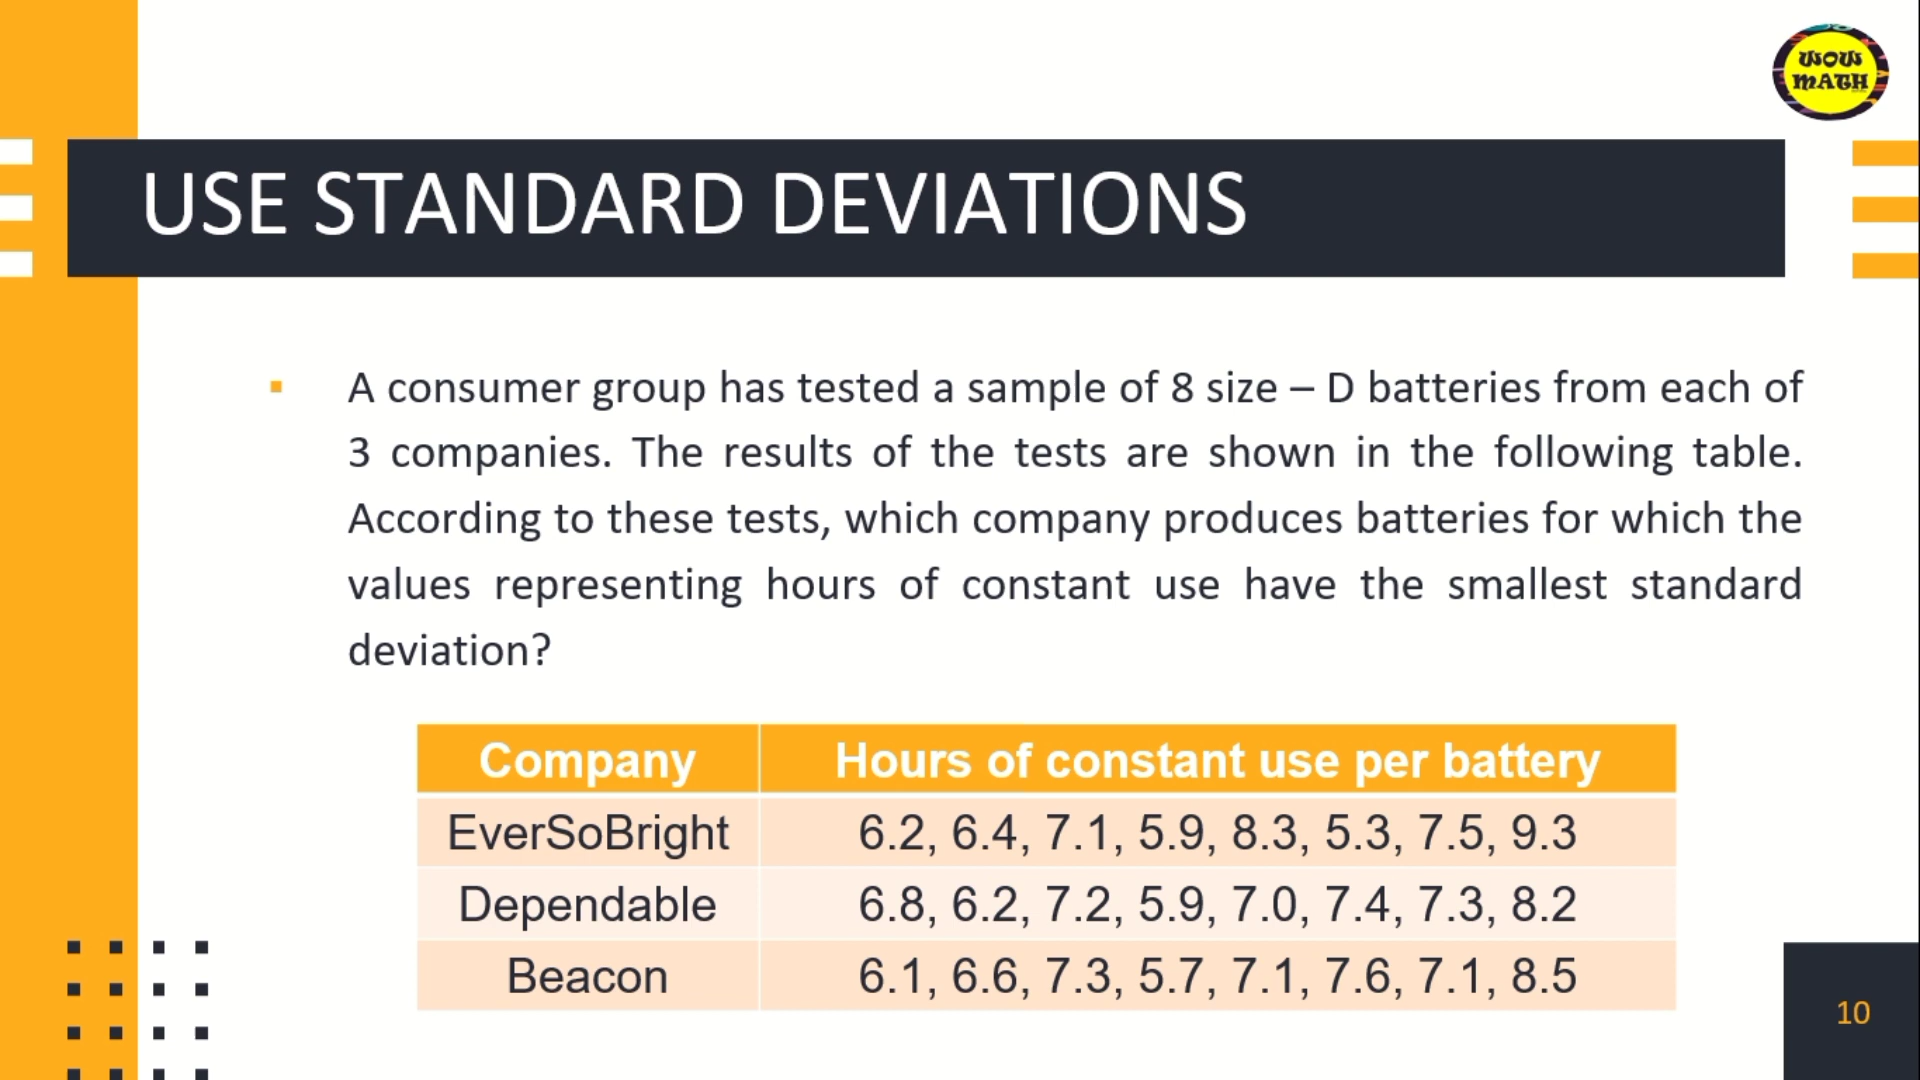 WOW
MATH
USE STANDARD DEVIATIONS
▪ A consumer group has tested a sample of 8 size – D batteries from each of
3 companies. The results of the tests are shown in the following table.
According to these tests, which company produces batteries for which the
values representing hours of constant use have the smallest standard
deviation?
Company Hours of constant use per battery
EverSoBright 6.2, 6.4, 7.1, 5.9, 8.3, 5.3, 7.5, 9.3
Dependable 6.8, 6.2, 7.2, 5.9, 7.0, 7.4, 7.3, 8.2
Beacon 6.1, 6.6, 7.3, 5.7, 7.1, 7.6, 7.1, 8.5
10